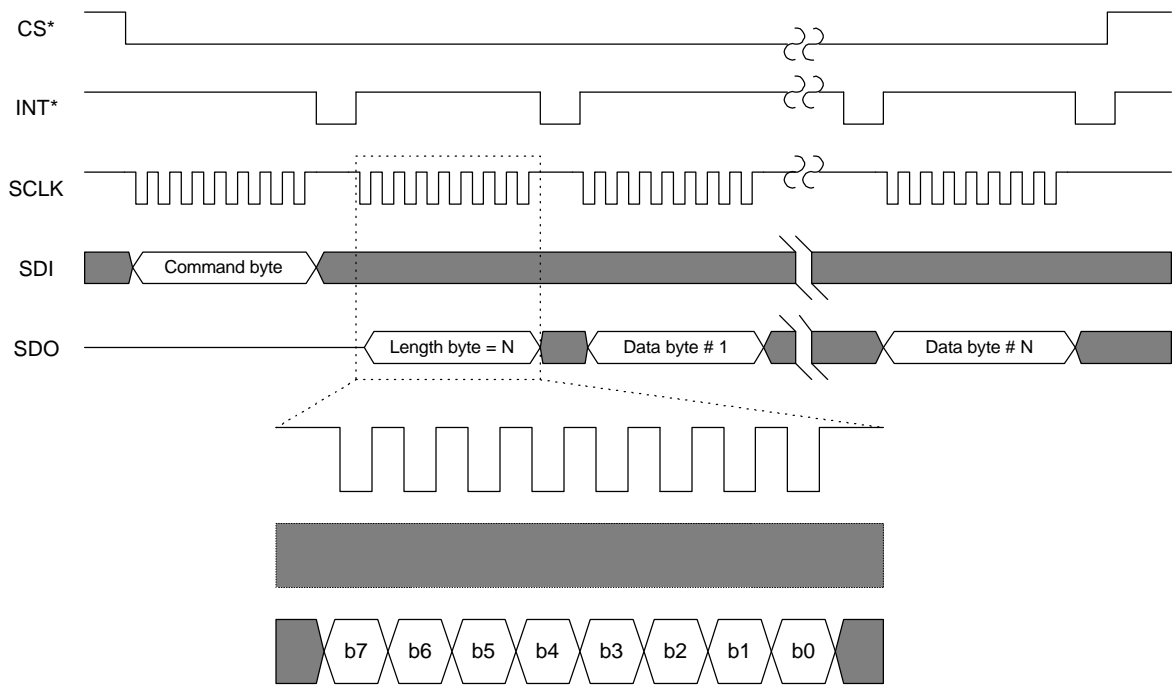 CS*
INT*
SCLK
SDI
Command byte
SDO
Length byte = N
Data byte # 1
Data byte # N
b7 b6 b5 b4 b3 b2 b1 b0